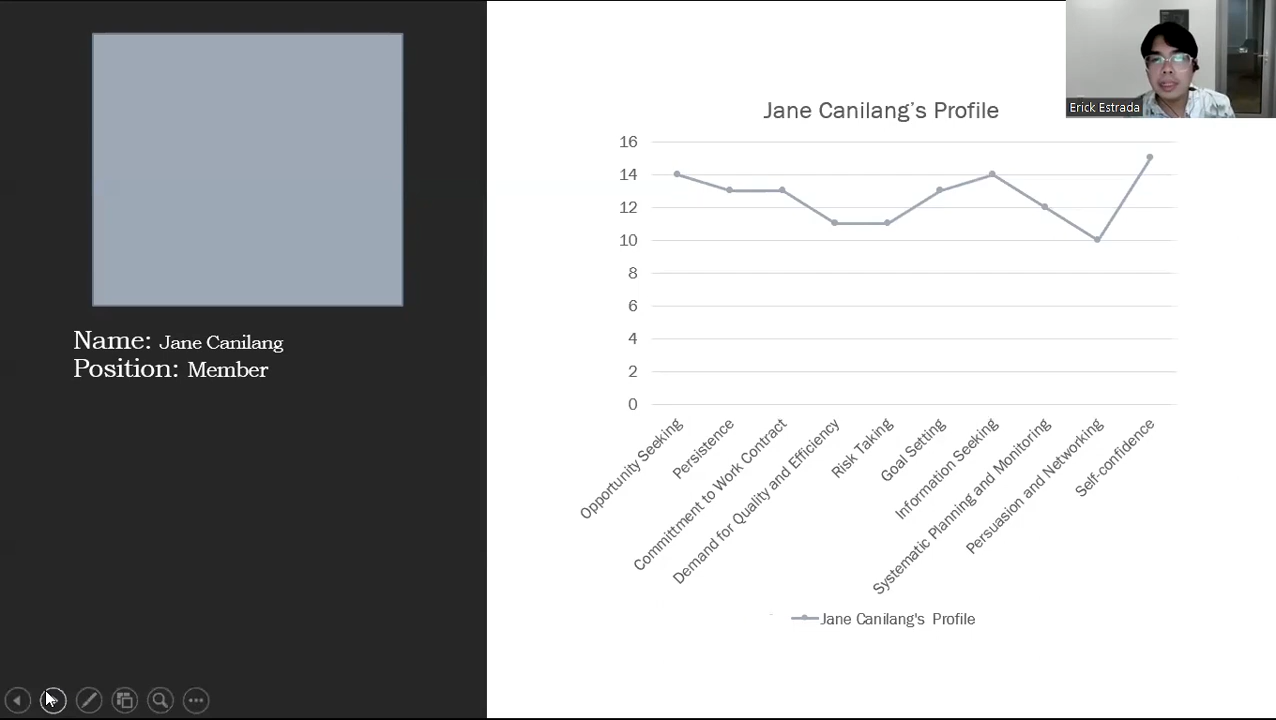 Name: Jane Canilang
Position: Member
Erick Estrada
Jane Canilang’s Profile
16
14
12
10
8
6
4
2
0
Opportunity Seeking
Persistence
Committment to Work Contract
Demand for Quality and Efficiency
Risk Taking
Goal Setting
Information Seeking
Systematic Planning and Monitoring
Persuasion and Networking
Self-confidence
Jane Canilang's Profile